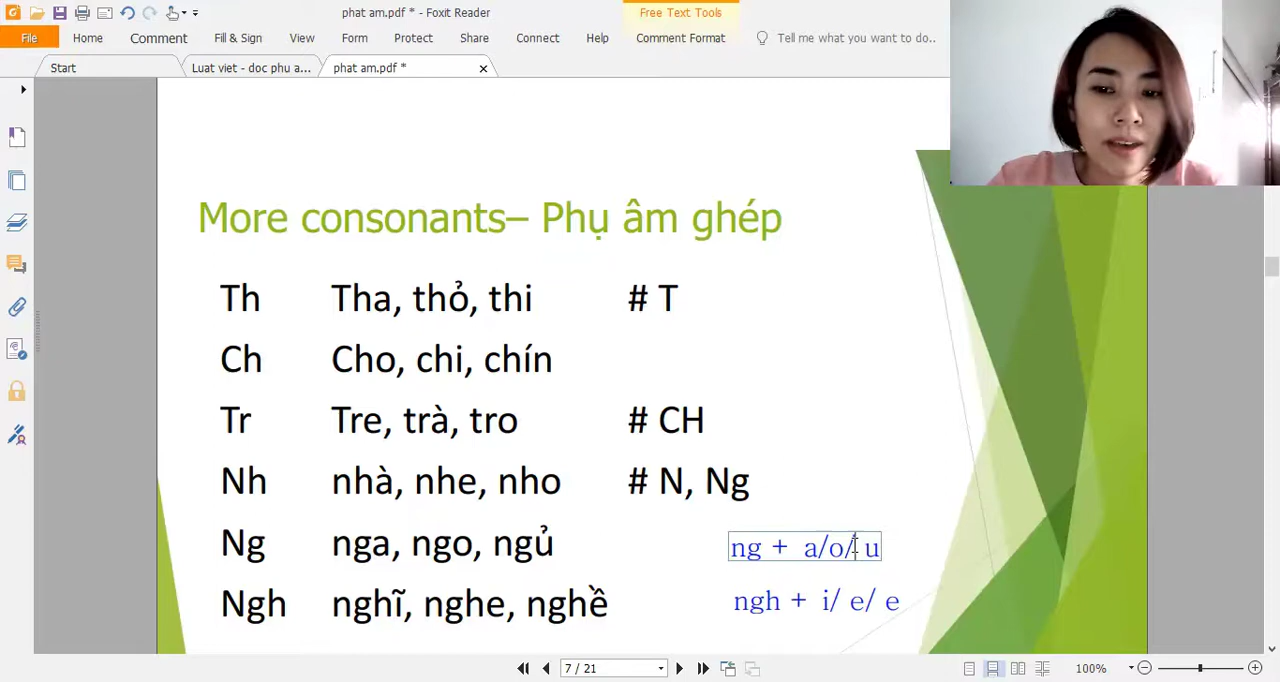 phat am.pdf * - Foxit Reader
Free Text Tools
File Home Comment Fill & Sign View Form Protect Share Connect Help Comment Format Tell me what you want to do..
Start Luat viet - doc phu a... phat am.pdf *
More consonants– Phụ âm ghép
Th Tha, thỏ, thi # T
Ch Cho, chi, chín
Tr Tre, trà, tro # CH
Nh nhà, nhe, nho # N, Ng
Ng nga, ngo, ngủ ng + a/o/ u
Ngh nghĩ, nghe, nghề ngh + i/ e/ e
7 / 21 100%